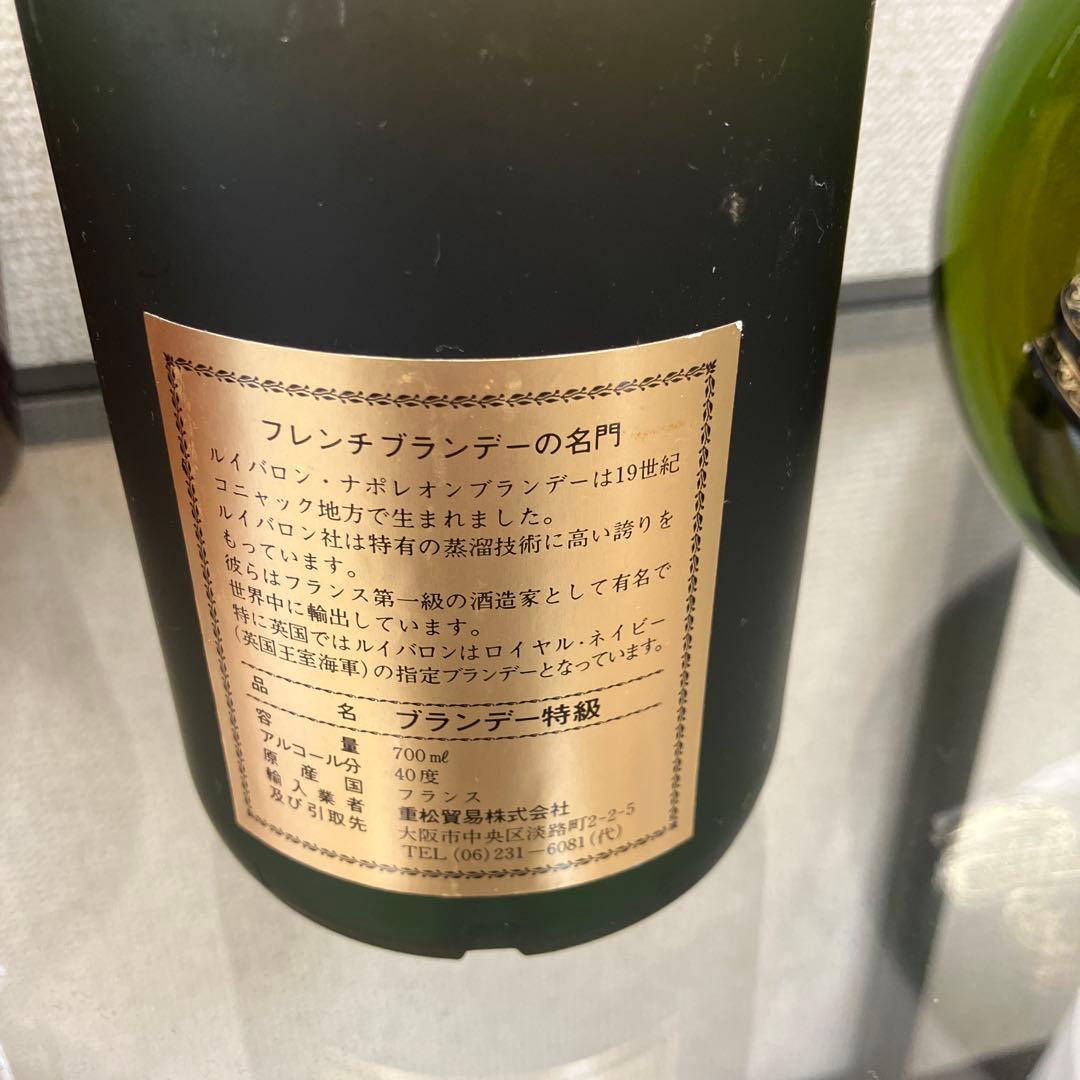 フレンチブランデーの名門
ルイバロン・ナポレオンブランデーは19世紀
コニャック地方で生まれました。
ルイバロン社は特有の蒸溜技術に高い誇りを
もっています。
彼らはフランス第一級の酒造家として有名で
世界中に輸出しています。
特に英国ではルイバロンはロイヤル・ネイビー
(英国王室海軍)の指定ブランデーとなっています。
品名 ブランデー特級
容量 700㎖
アルコール分 40度
原産国 フランス
輸入業者 重松貿易株式会社
及び引取先 大阪市中央区淡路町2-2-5
TEL (06)231-6081(代)